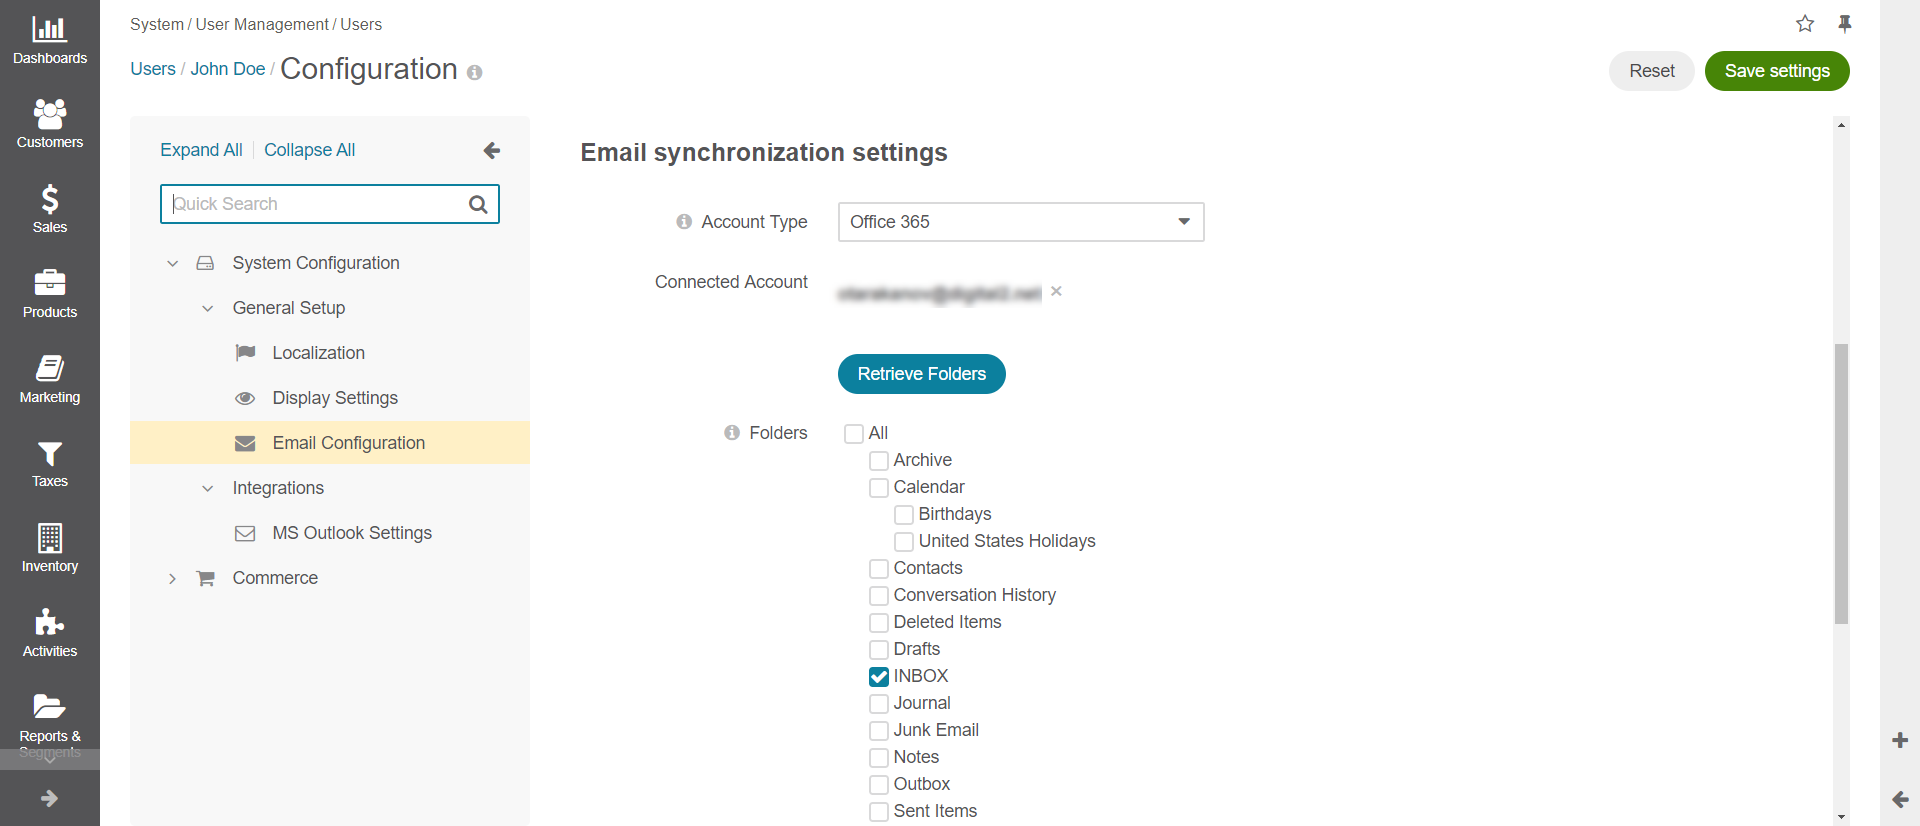 Dashboards
Customers
Sales
Products
Marketing
Taxes
Inventory
Activities
Reports &
Segments
System / User Management / Users
Users / John Doe / Configuration
Reset
Save settings
Expand All
Collapse All
Quick Search
System Configuration
General Setup
Localization
Display Settings
Email Configuration
Integrations
MS Outlook Settings
Commerce
Email synchronization settings
Account Type
Office 365
Connected Account
Retrieve Folders
Folders
All
Archive
Calendar
Birthdays
United States Holidays
Contacts
Conversation History
Deleted Items
Drafts
INBOX
Journal
Junk Email
Notes
Outbox
Sent Items